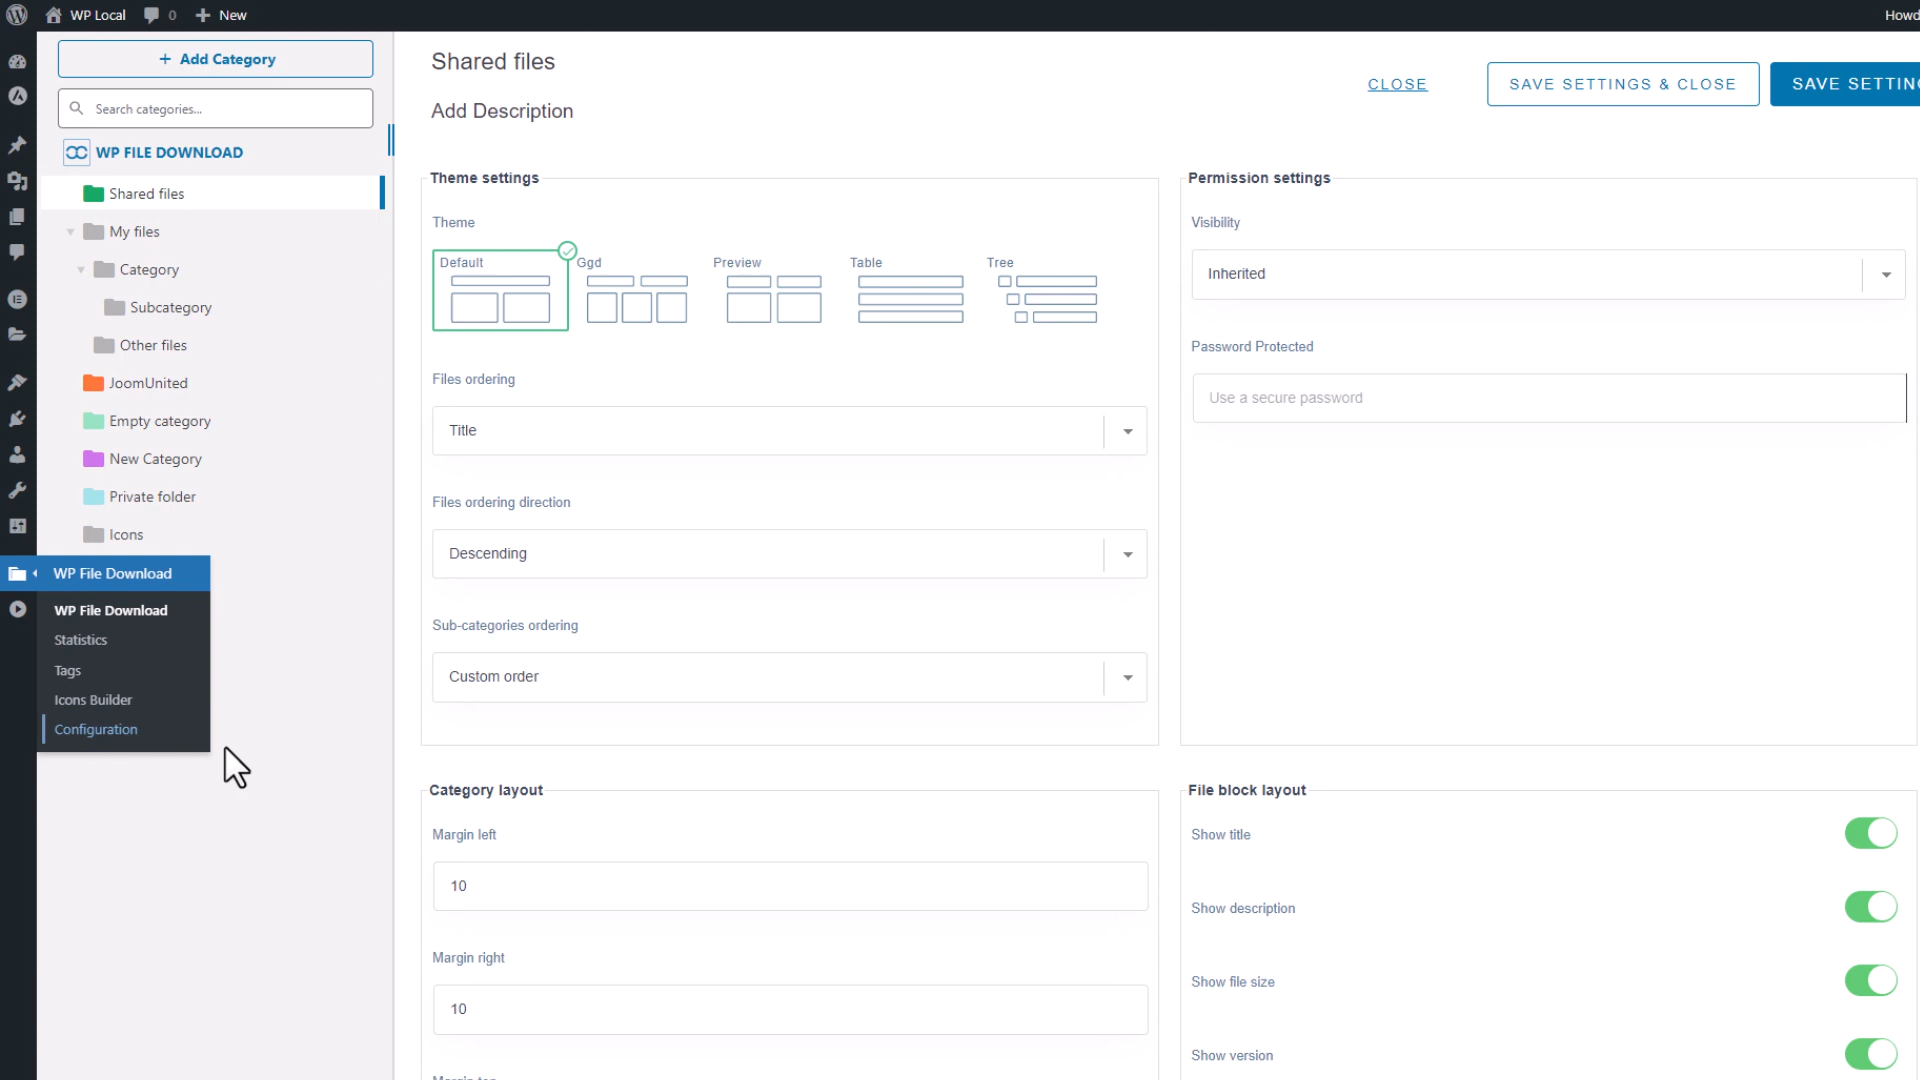 WP Local
0
New
Add Category
Search categories...
WP FILE DOWNLOAD
Shared files
My files
Category
Subcategory
Other files
JoomUnited
Empty category
New Category
Private folder
Icons
WP File Download
WP File Download
Statistics
Tags
Icons Builder
Configuration
Shared files
Add Description
CLOSE
SAVE SETTINGS & CLOSE
Theme settings
Theme
Default
Ggd
Preview
Table
Tree
Files ordering
Title
Files ordering direction
Descending
Sub-categories ordering
Custom order
Permission settings
Visibility
Inherited
Password Protected
Use a secure password
Category layout
Margin left
10
Margin right
10
File block layout
Show title
Show description
Show file size
Show version